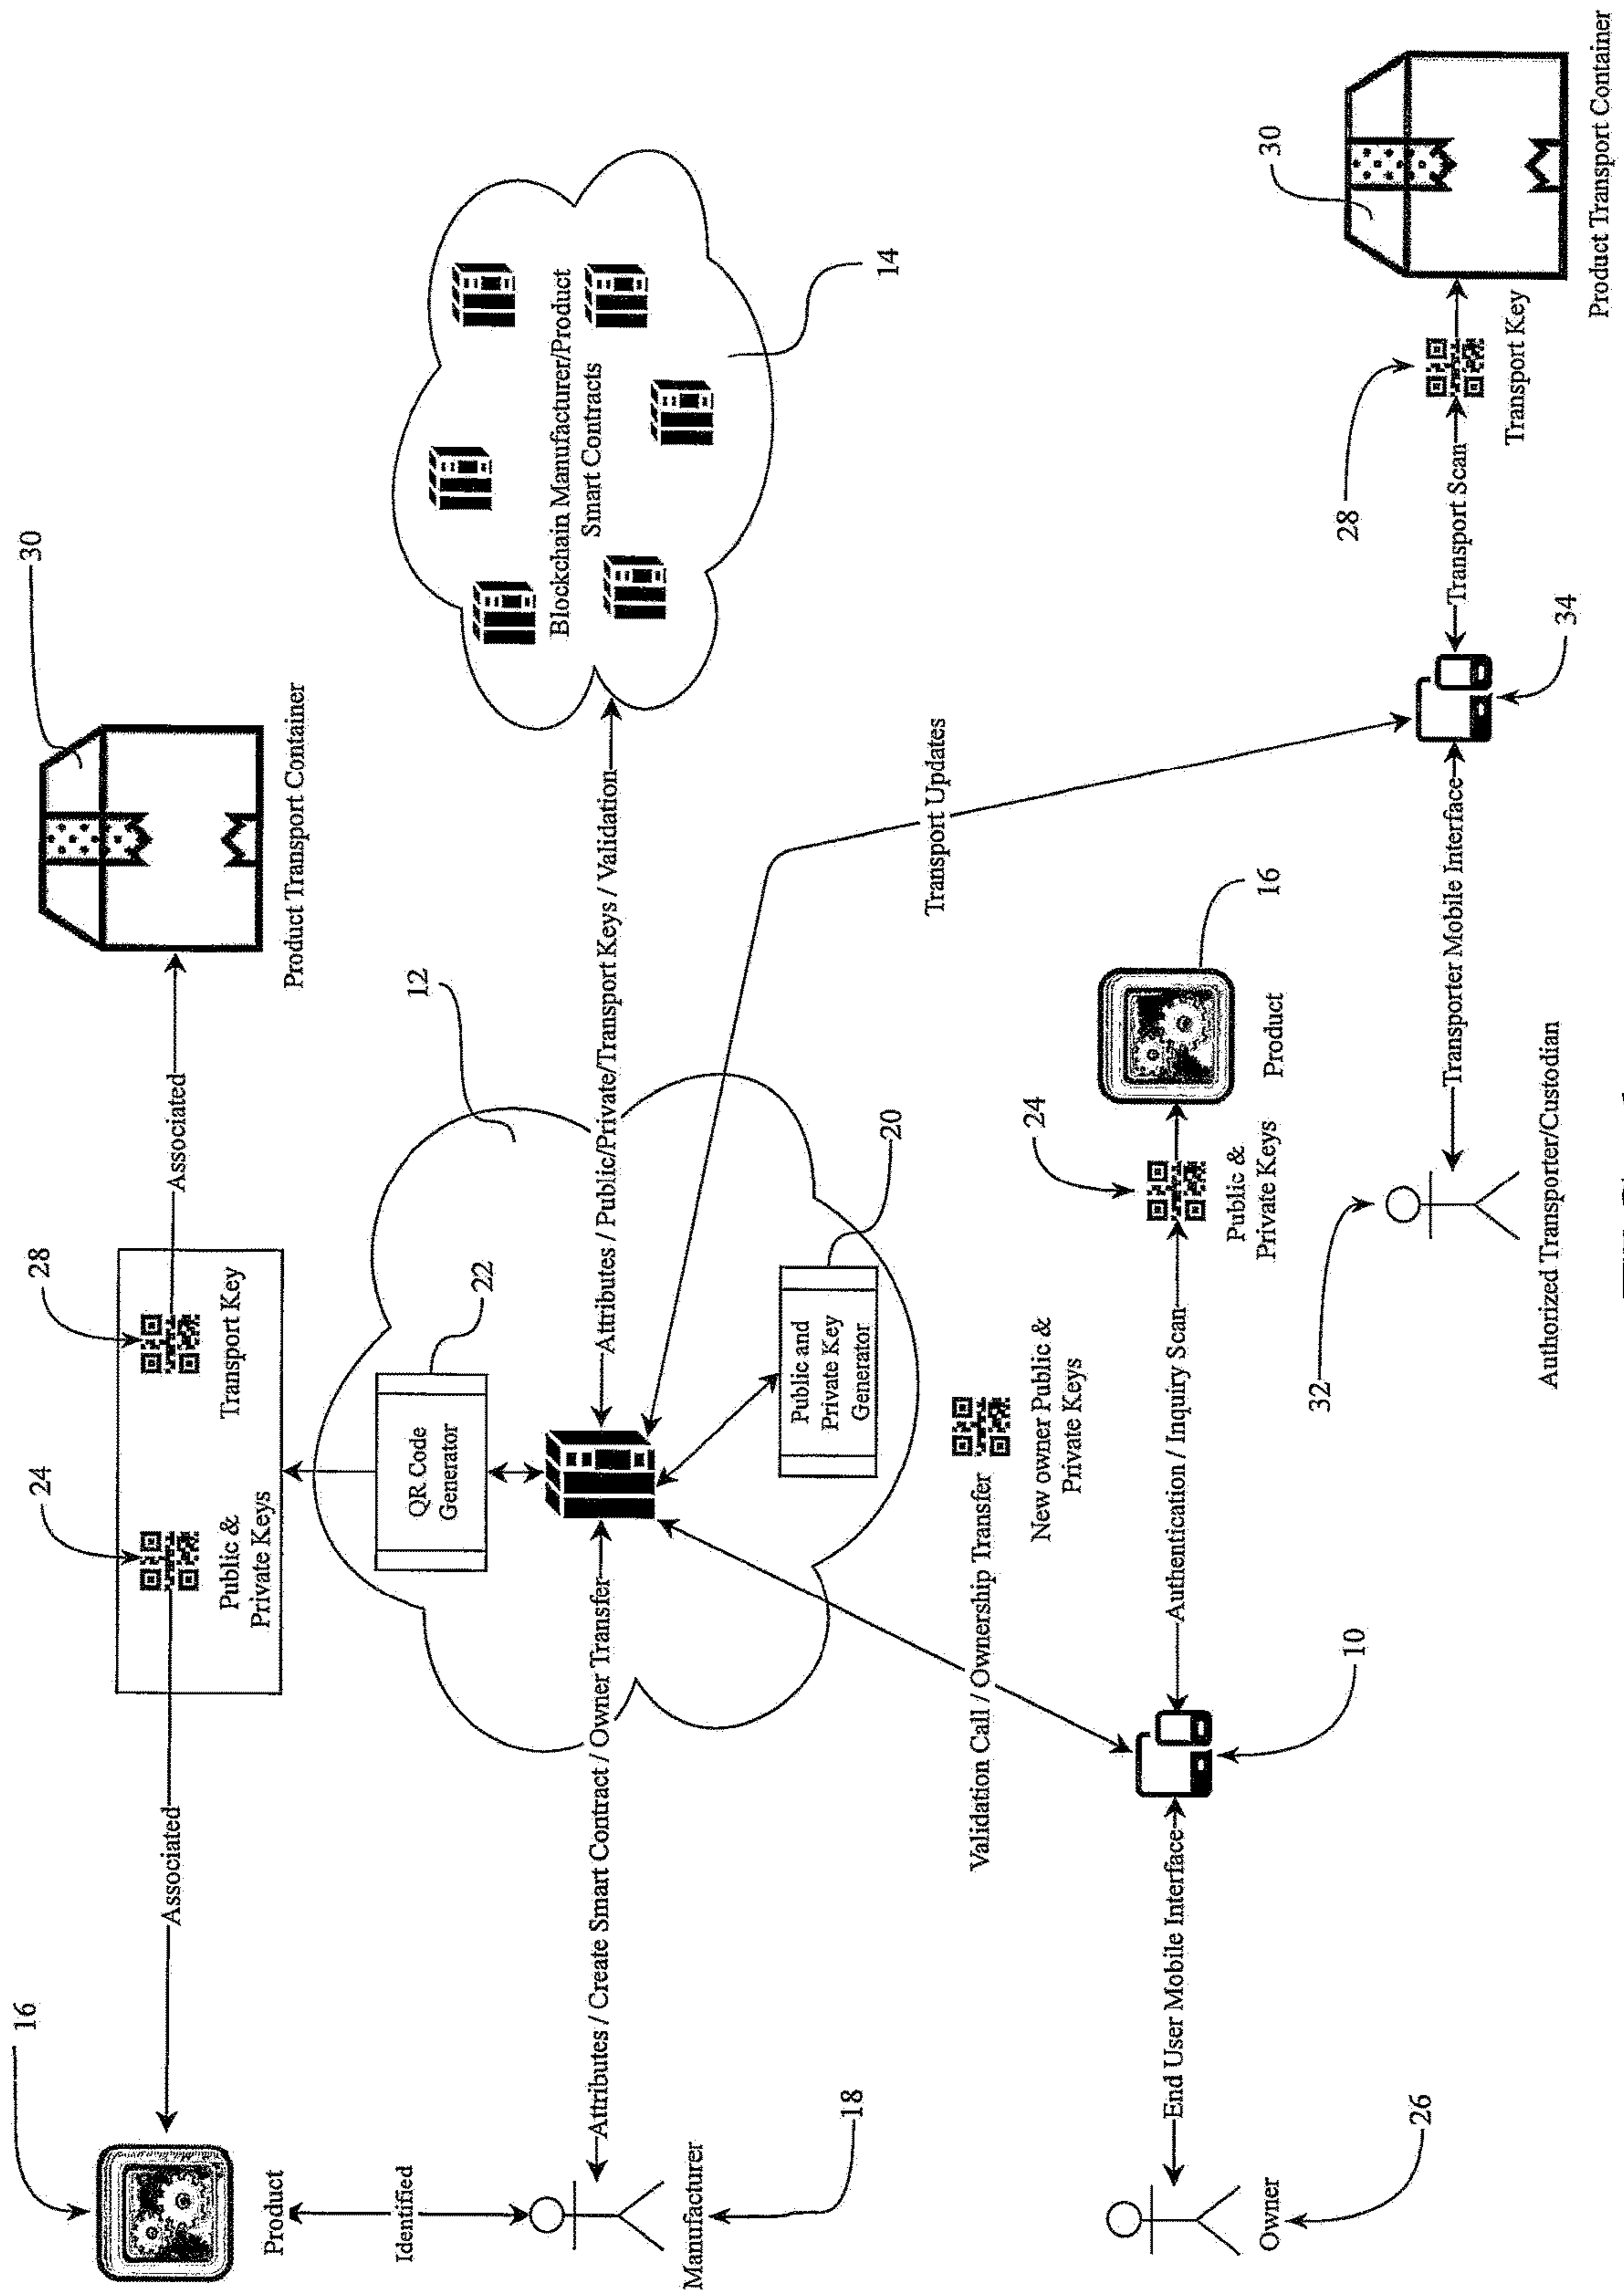 16
24
28
30
Associated
Associated
Public &
Private Keys
Transport Key
Product
Product Transport Container
Identified
12
QR Code
Generator
22
Manufacturer
18
Attributes / Create Smart Contract / Owner Transfer
Attributes / Public/Private/Transport Keys / Validation
Blockchain Manufacturer/Product
Smart Contracts
14
Public and
Private Key
Generator
20
Transport Updates
Validation Call / Ownership Transfer
New owner Public &
Private Keys
24
16
Owner
26
End User Mobile Interface
10
Authentication / Inquiry Scan
Public &
Private Keys
Product
30
28
32
Authorized Transporter/Custodian
Transporter Mobile Interface
34
Transport Scan
Transport Key
Product Transport Container